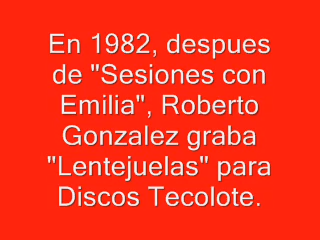 En 1982, despues
de "Sesiones con
Emilia", Roberto
Gonzalez graba
"Lentejuelas" para
Discos Tecolote.